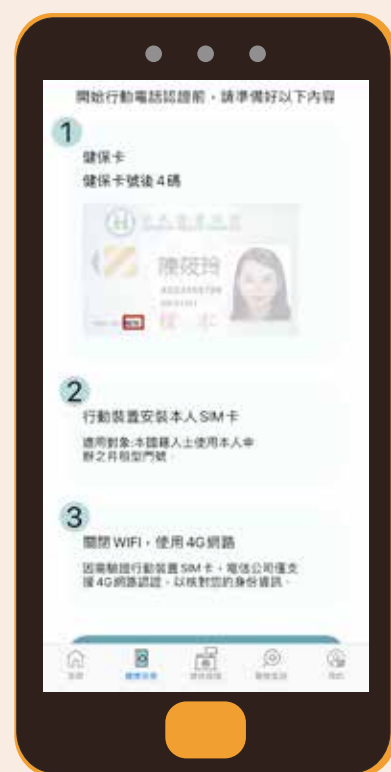 開始行動電話認證前，請準備好以下內容
1
健保卡
健保卡號後4碼
陳筱玲
樣本
2
行動裝置安裝本人SIM卡
適用對象:本國籍人士使用本人申
辦之月租型門號。
3
關閉WIFI，使用4G網路
因需驗證行動裝置SIM卡，電信公司僅支
援4G網路認證，以核對您的身份資訊。